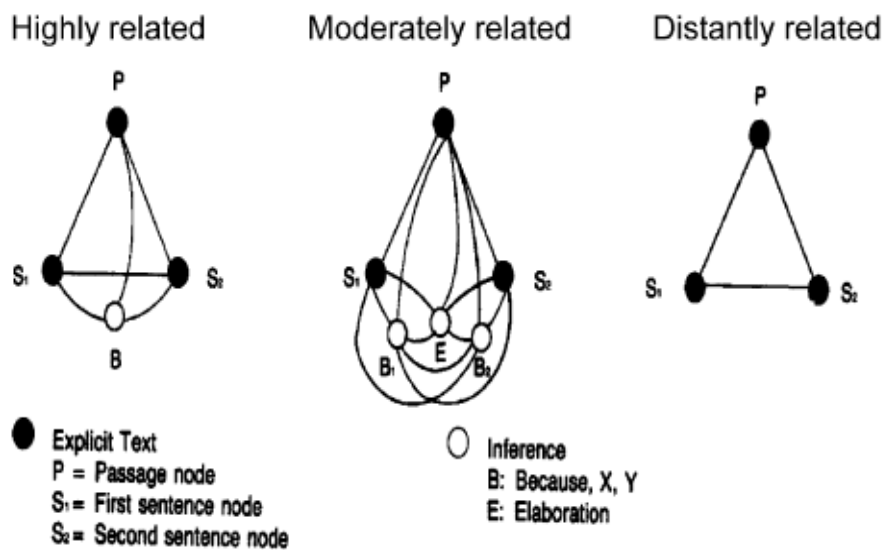 Highly related Moderately related Distantly related
P P P
S₁ S₂ S₁ S₂ S₁ S₂
B B₁ E B₂
Explicit Text
P = Passage node
S₁= First sentence node
S₂= Second sentence node
Inference
B: Because, X, Y
E: Elaboration